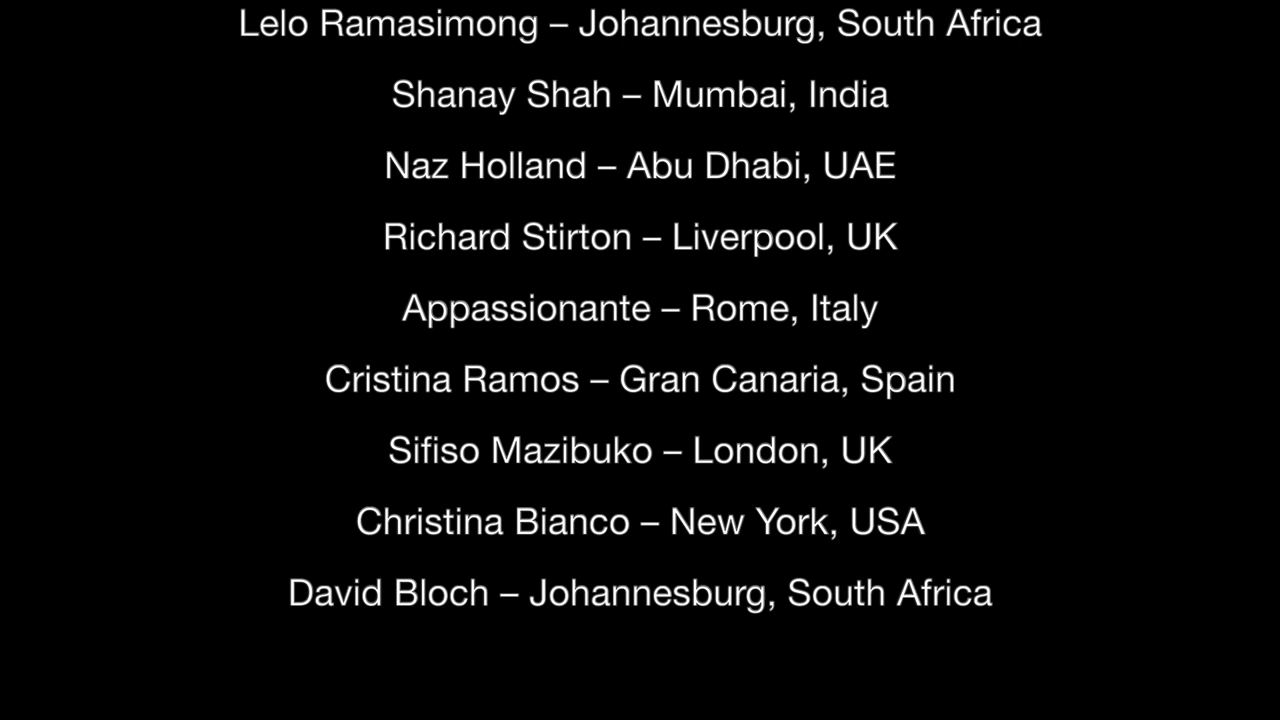 Lelo Ramasimong – Johannesburg, South Africa
Shanay Shah – Mumbai, India
Naz Holland – Abu Dhabi, UAE
Richard Stirton – Liverpool, UK
Appassionante – Rome, Italy
Cristina Ramos – Gran Canaria, Spain
Sifiso Mazibuko – London, UK
Christina Bianco – New York, USA
David Bloch – Johannesburg, South Africa